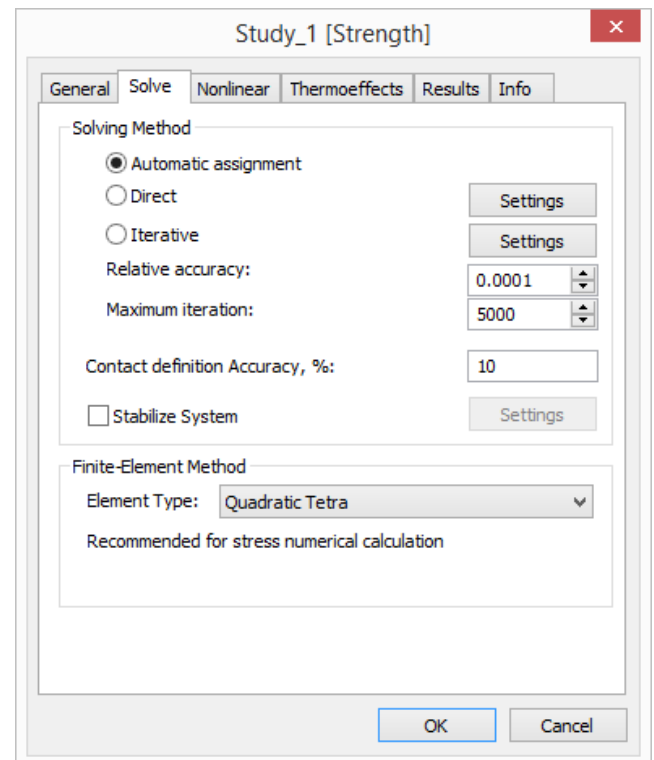 Study_1 [Strength]
General Solve Nonlinear Thermoeffects Results Info
Solving Method
Automatic assignment
Direct Settings
Iterative Settings
Relative accuracy: 0.0001
Maximum iteration: 5000
Contact definition Accuracy, %: 10
Stabilize System Settings
Finite-Element Method
Element Type: Quadratic Tetra
Recommended for stress numerical calculation
OK Cancel